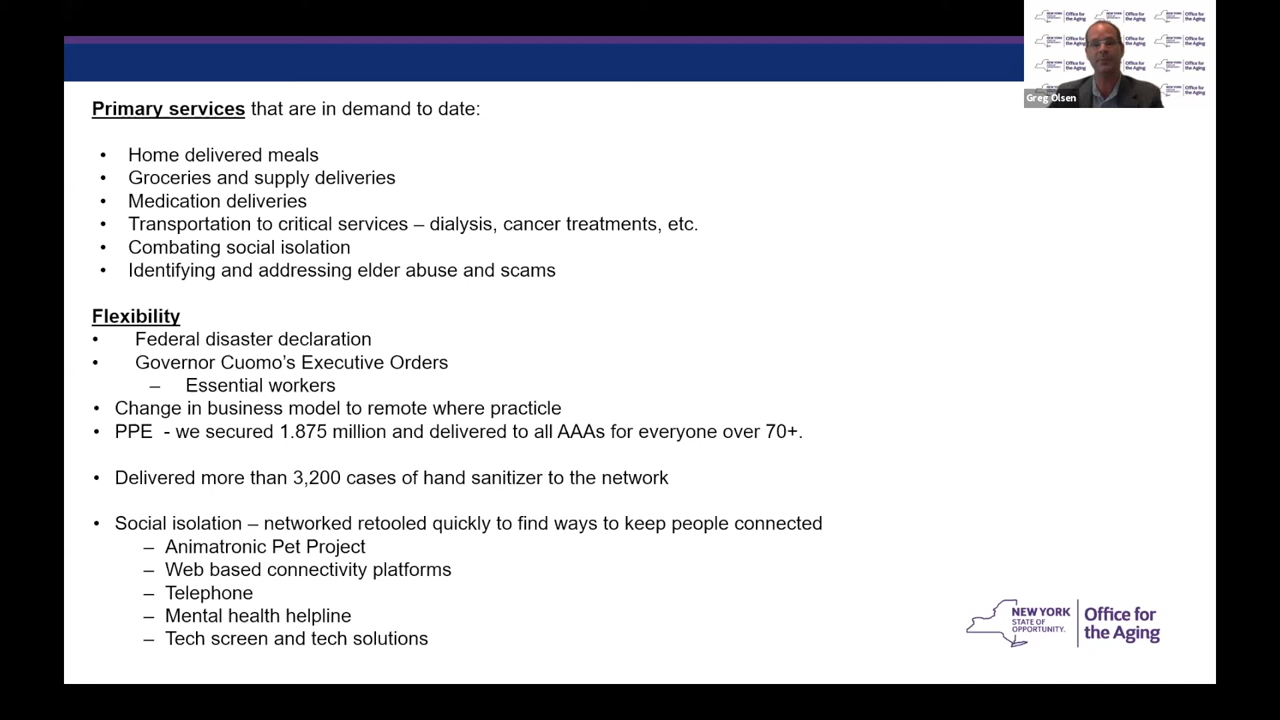 Primary services that are in demand to date:
• Home delivered meals
• Groceries and supply deliveries
• Medication deliveries
• Transportation to critical services – dialysis, cancer treatments, etc.
• Combating social isolation
• Identifying and addressing elder abuse and scams
Flexibility
• Federal disaster declaration
• Governor Cuomo's Executive Orders
– Essential workers
• Change in business model to remote where practicle
• PPE - we secured 1.875 million and delivered to all AAAs for everyone over 70+.
• Delivered more than 3,200 cases of hand sanitizer to the network
• Social isolation – networked retooled quickly to find ways to keep people connected
– Animatronic Pet Project
– Web based connectivity platforms
– Telephone
– Mental health helpline
– Tech screen and tech solutions
NEW YORK
STATE OF
OPPORTUNITY.
Office for
the Aging
Greg Olsen
Office for
the Aging